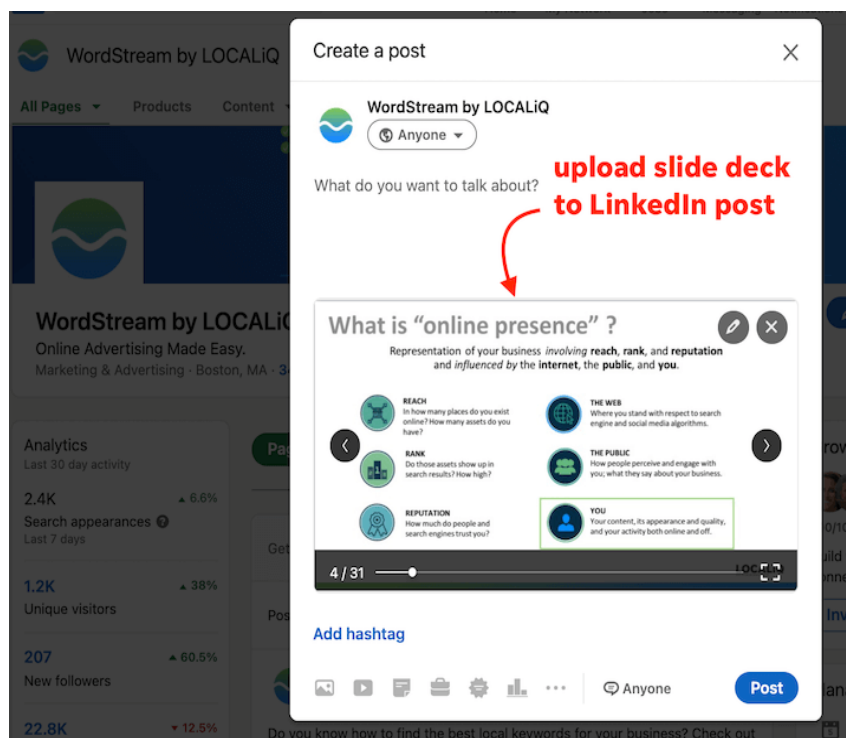 WordStream by LOCALiQ
All Pages
Products
Content
WordStream by LOCALiQ
Online Advertising Made Easy.
Marketing & Advertising · Boston, MA ·
Analytics
Last 30 day activity
2.4K
6.6%
Search appearances
Last 7 days
1.2K
38%
Unique visitors
207
60.5%
New followers
22.8K
12.5%
Create a post
WordStream by LOCALiQ
Anyone
What do you want to talk about?
upload slide deck
to LinkedIn post
What is “online presence” ?
Representation of your business involving reach, rank, and reputation
and influenced by the internet, the public, and you.
REACH
In how many places do you exist
online? How many assets do you
have?
RANK
Do those assets show up in
search results? How high?
REPUTATION
How much do people and
search engines trust you?
THE WEB
Where you stand with respect to search
engine and social media algorithms.
THE PUBLIC
How people perceive and engage with
you; what they say about your business.
YOU
Your content, its appearance and quality,
and your activity both online and off.
4 / 31
LOCALiQ
Add hashtag
Anyone
Post
Do you know how to find the best local keywords for your business? Check out